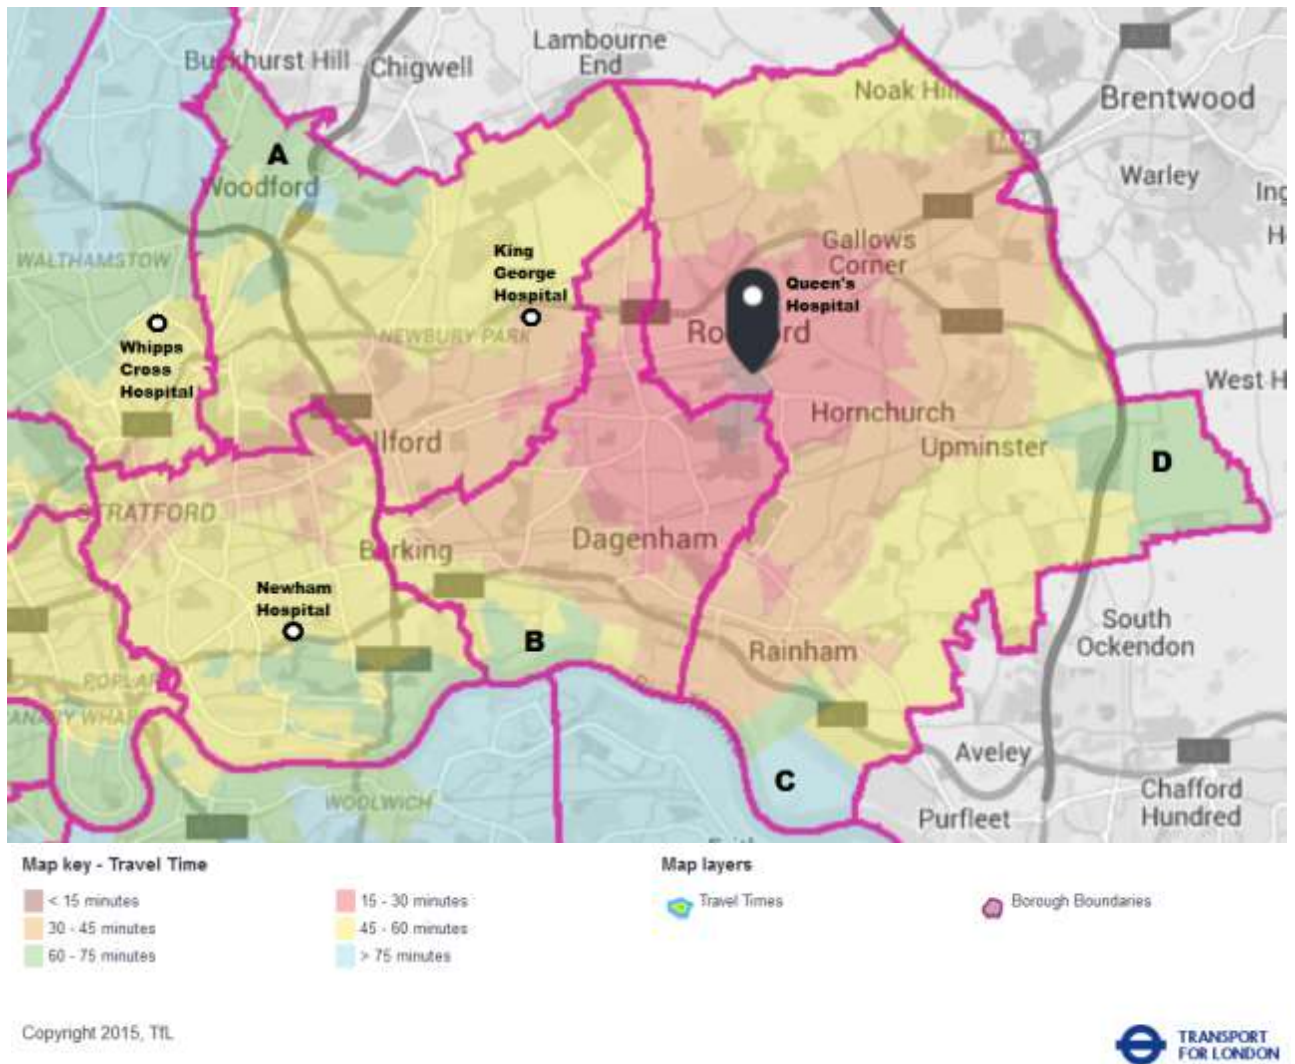 Buckhurst Hill
Chigwell
Lambourne
End
Noak Hill
Brentwood
A
Woodford
Warley
WALTHAMSTOW
King
George
Hospital
Gallows
Corner
Queen's
Hospital
NEWBURY PARK
Whipps
Cross
Hospital
West H
Ilford
Hornchurch
Upminster
D
STRATFORD
Barking
Dagenham
Newham
Hospital
B
South
Ockendon
Rainham
POPLAR
ANARY WHAR
Aveley
C
WOOLWICH
Purfleet
Chafford
Hundred
Map key - Travel Time
Map layers
< 15 minutes
15 - 30 minutes
Travel Times
Borough Boundaries
30 - 45 minutes
45 - 60 minutes
60 - 75 minutes
> 75 minutes
Copyright 2015, TfL
TRANSPORT
FOR LONDON